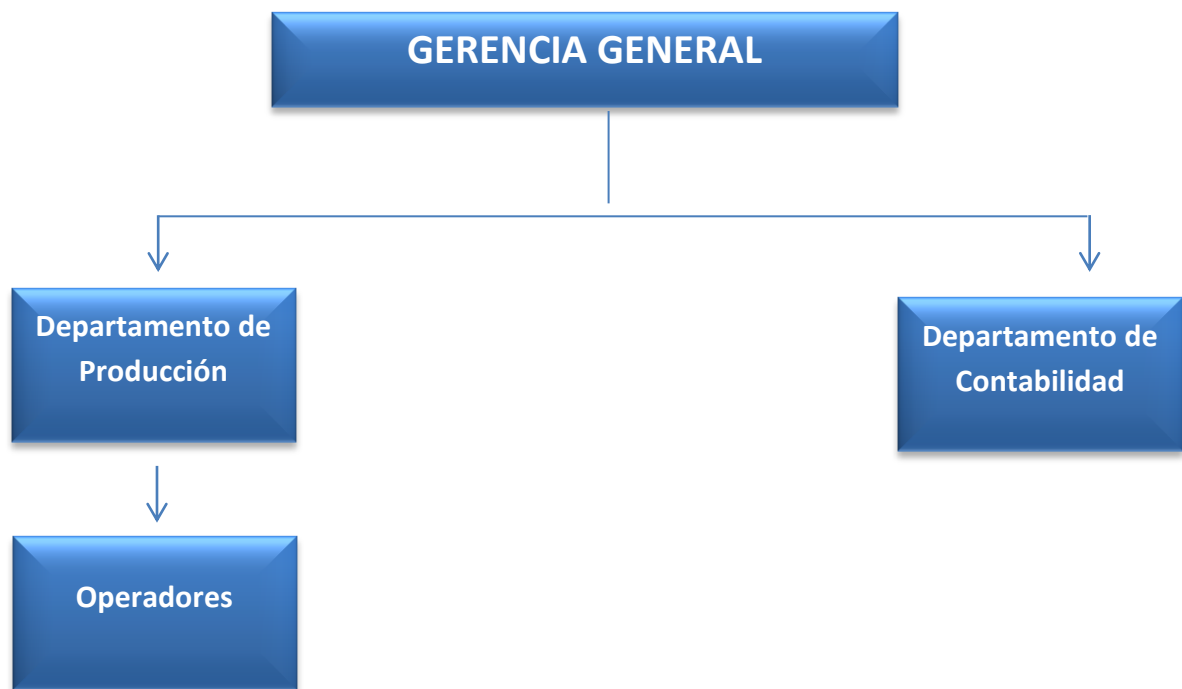 GERENCIA GENERAL
Departamento de
Producción
Departamento de
Contabilidad
Operadores